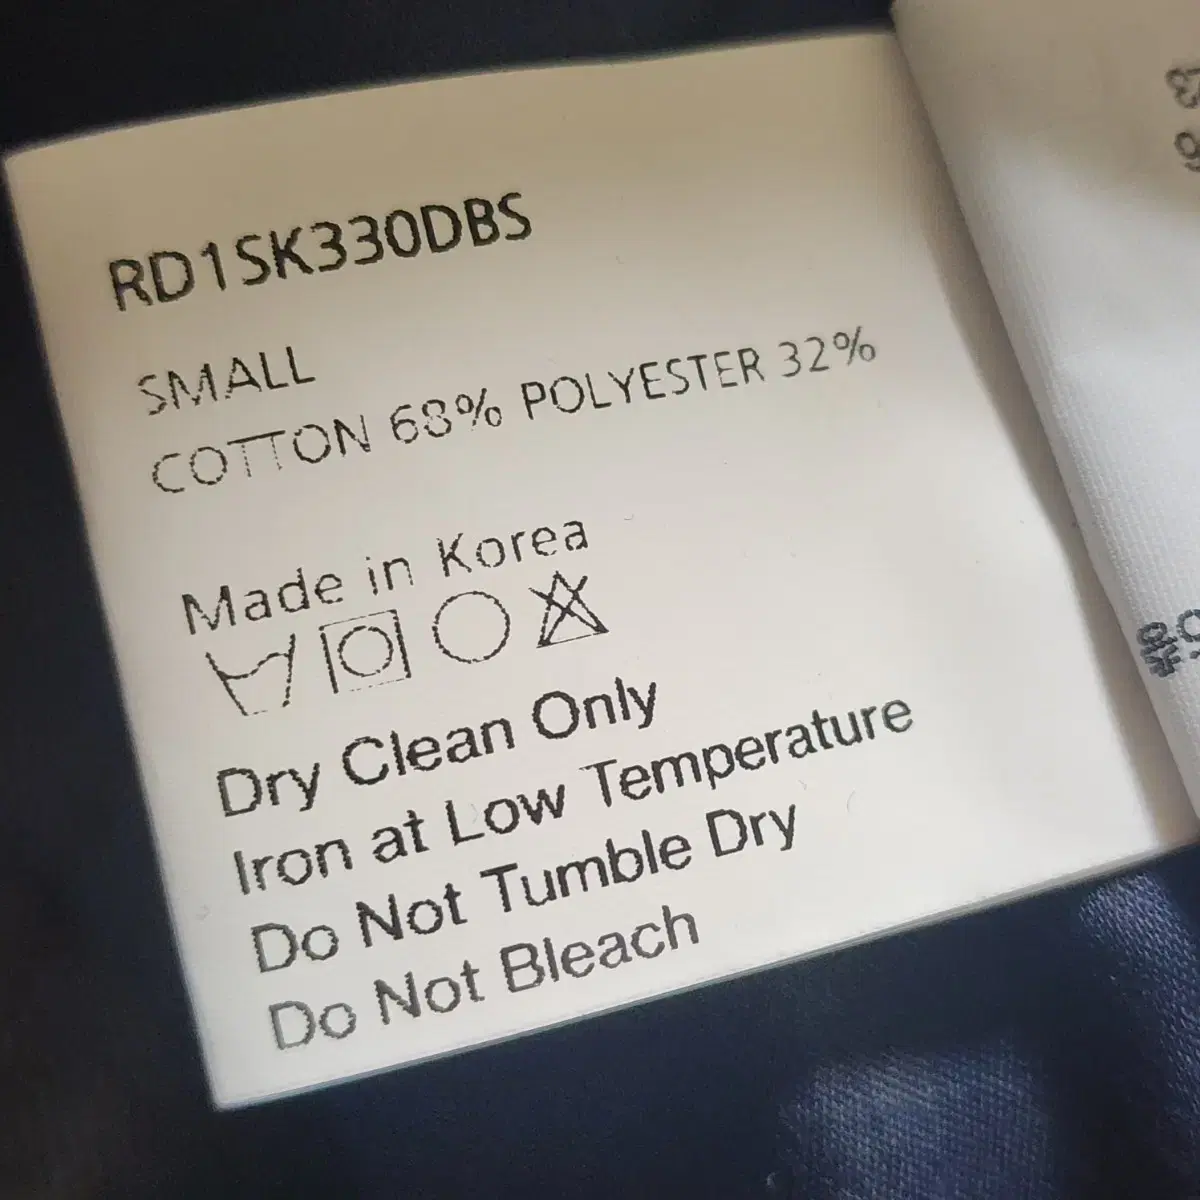 RD1SK330DBS
SMALL
COTTON 68% POLYESTER 32%
Made in Korea
Dry Clean Only
Iron at Low Temperature
Do Not Tumble Dry
Do Not Bleach